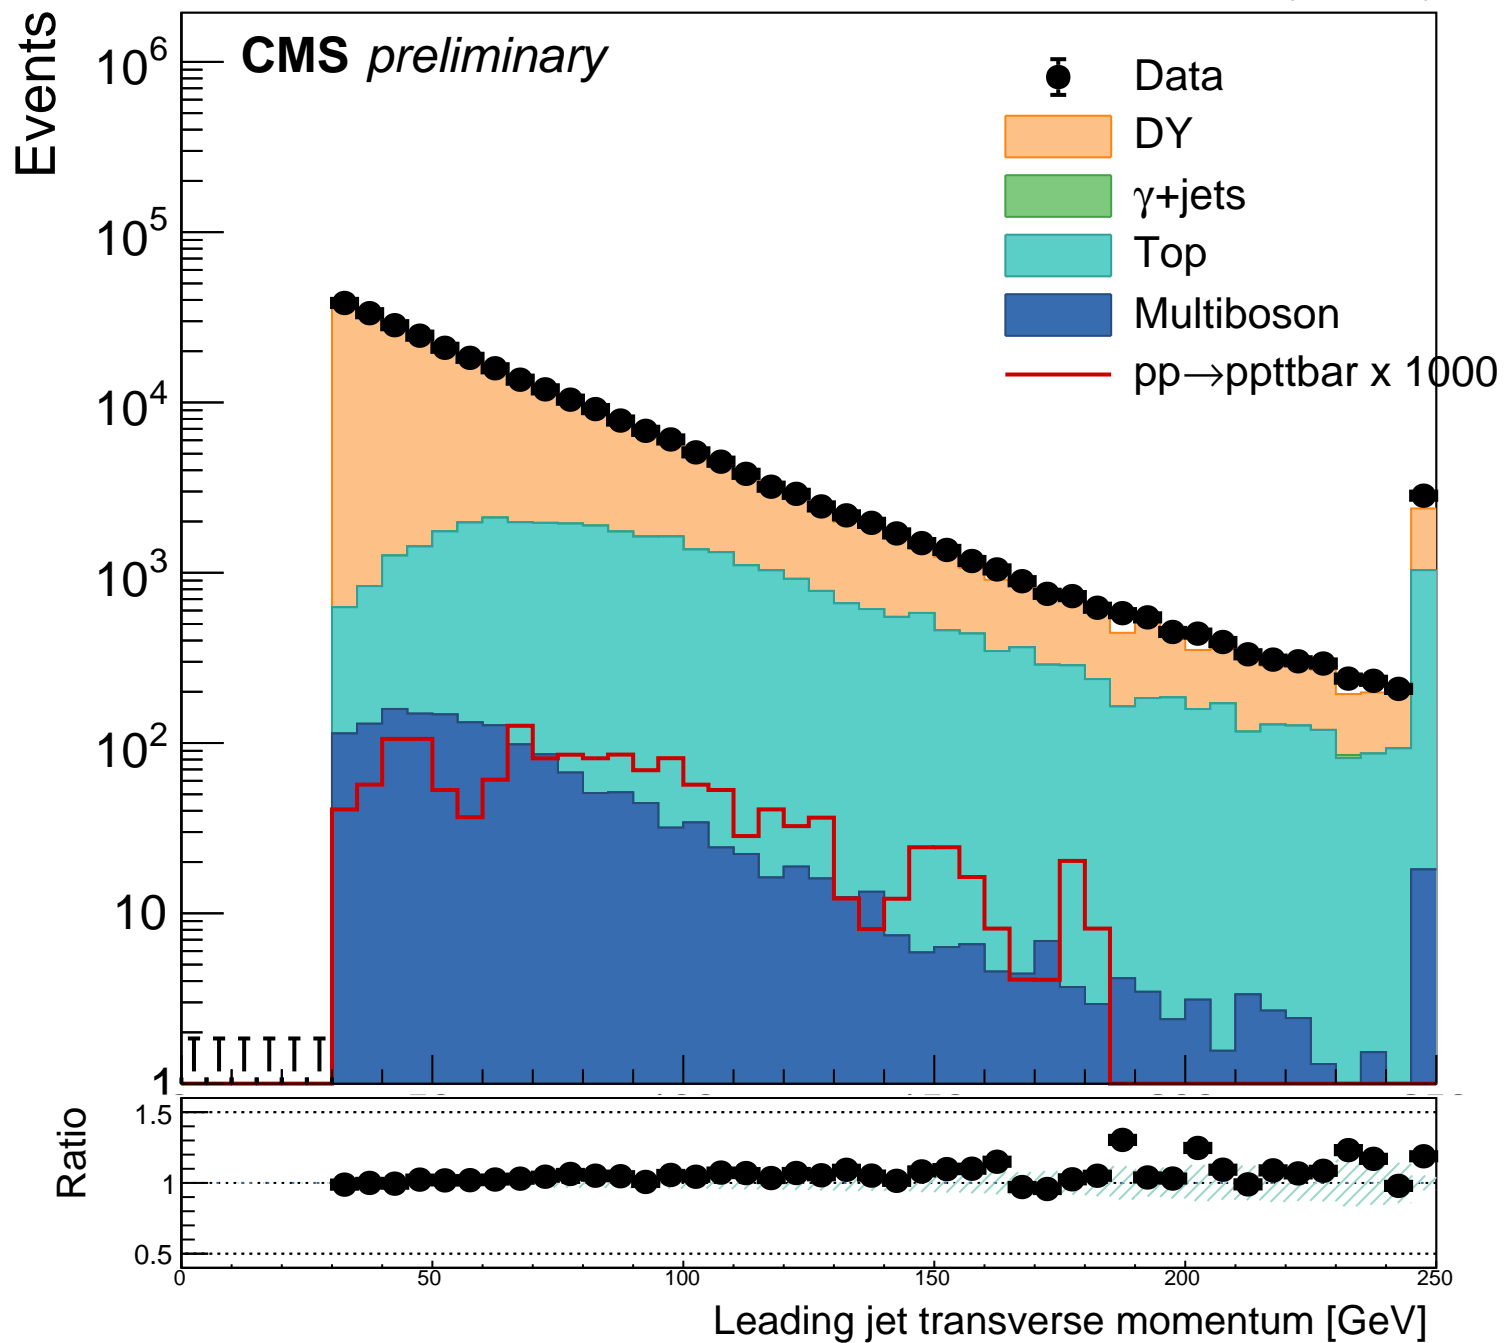 CMS preliminary
Events
10^6
10^5
10^4
10^3
10^2
10
1
Data
DY
γ+jets
Top
Multiboson
pp→ppttbar x 1000
Ratio
1.5
1
0.5
0 50 100 150 200 250
Leading jet transverse momentum [GeV]